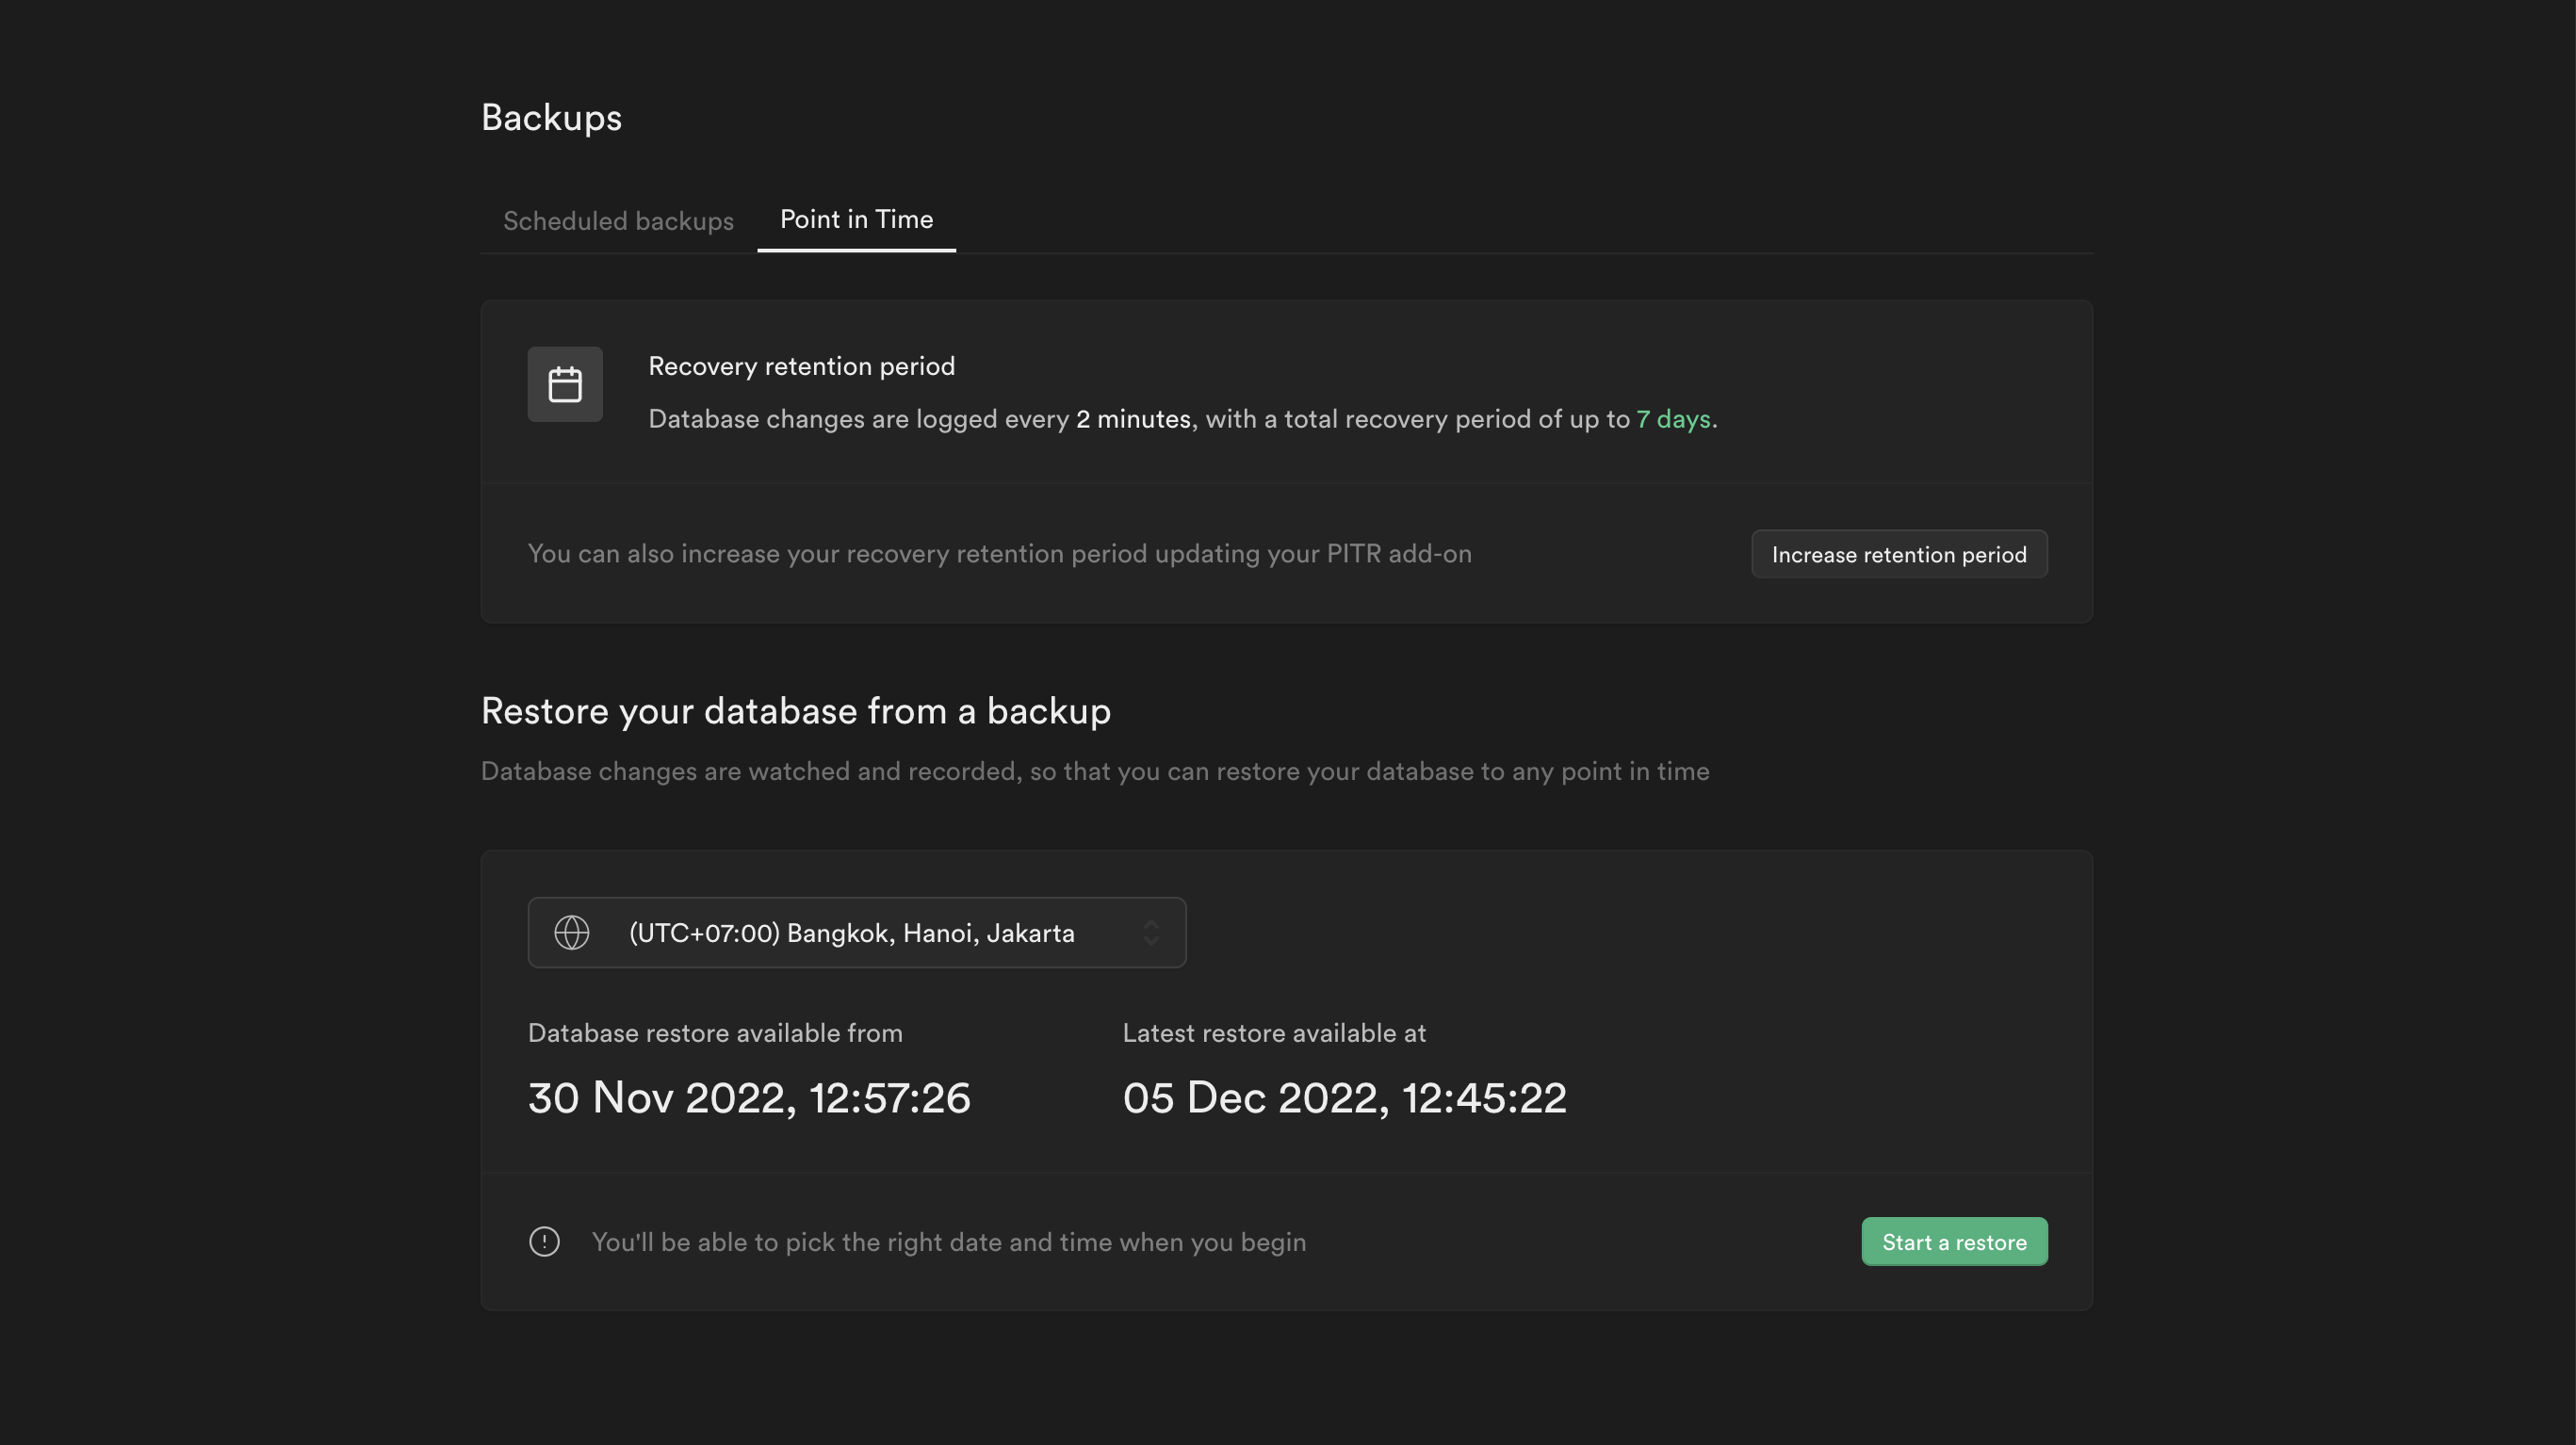 Backups
Scheduled backups
Point in Time
Recovery retention period
Database changes are logged every 2 minutes, with a total recovery period of up to 7 days.
You can also increase your recovery retention period updating your PITR add-on
Increase retention period
Restore your database from a backup
Database changes are watched and recorded, so that you can restore your database to any point in time
(UTC+07:00) Bangkok, Hanoi, Jakarta
Database restore available from
Latest restore available at
30 Nov 2022, 12:57:26
05 Dec 2022, 12:45:22
You'll be able to pick the right date and time when you begin
Start a restore